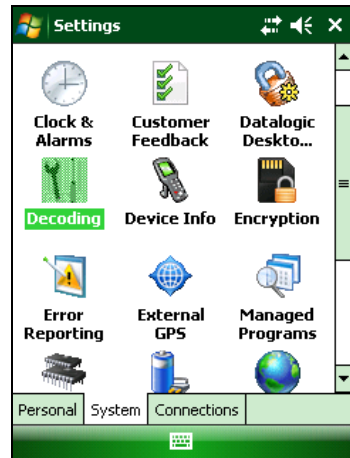 Settings
Clock & Alarms
Customer Feedback
Datalogic Deskto...
Decoding
Device Info
Encryption
Error Reporting
External GPS
Managed Programs
Personal
System
Connections